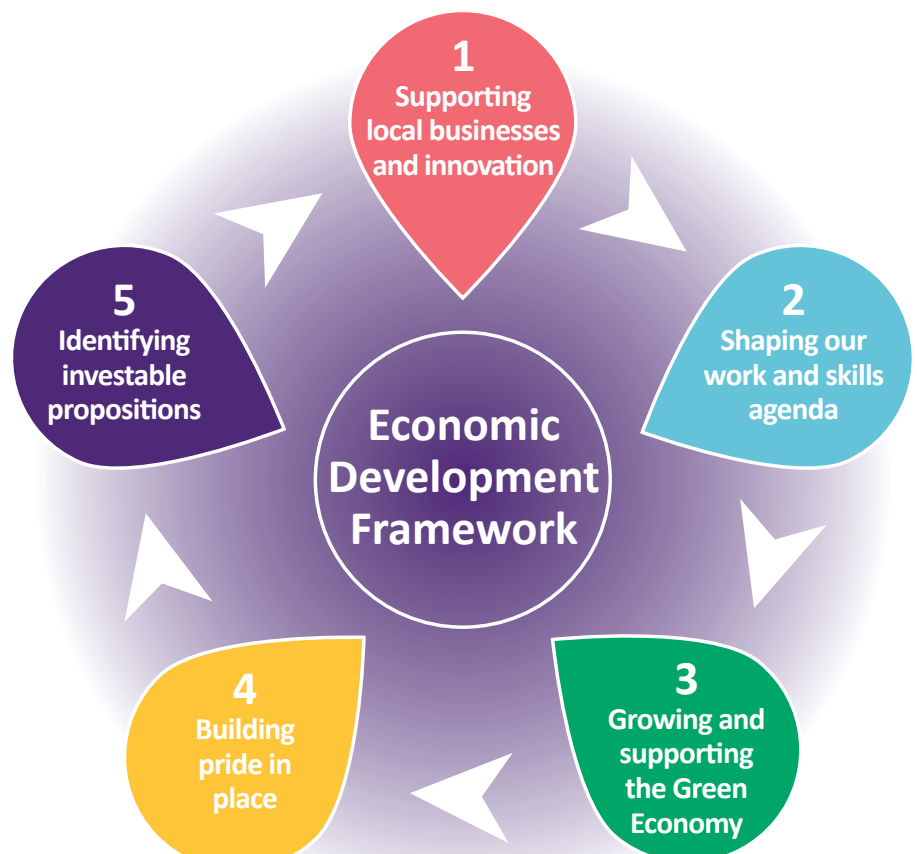 1
Supporting
local businesses
and innovation
2
Shaping our
work and skills
agenda
3
Growing and
supporting
the Green
Economy
4
Building
pride in
place
5
Identifying
investable
propositions
Economic
Development
Framework